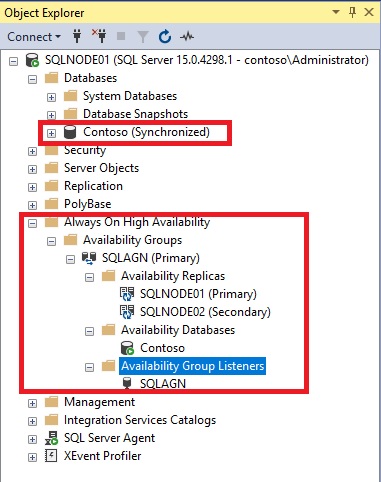 Object Explorer
Connect
SQLNODE01 (SQL Server 15.0.4298.1 - contoso\Administrator)
Databases
System Databases
Database Snapshots
Contoso (Synchronized)
Security
Server Objects
Replication
PolyBase
Always On High Availability
Availability Groups
SQLAGN (Primary)
Availability Replicas
SQLNODE01 (Primary)
SQLNODE02 (Secondary)
Availability Databases
Contoso
Availability Group Listeners
SQLAGN
Management
Integration Services Catalogs
SQL Server Agent
XEvent Profiler